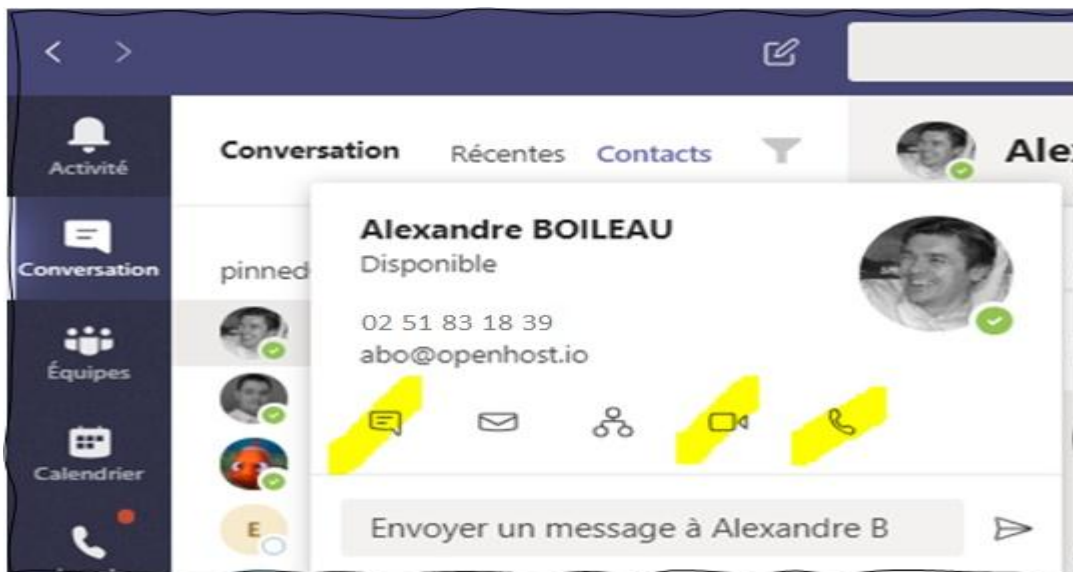 Activité
Conversation
Équipes
Calendrier
Conversation Récentes Contacts
Ale
pinned
Alexandre BOILEAU
Disponible
02 51 83 18 39
abo@openhost.io
E
Envoyer un message à Alexandre B